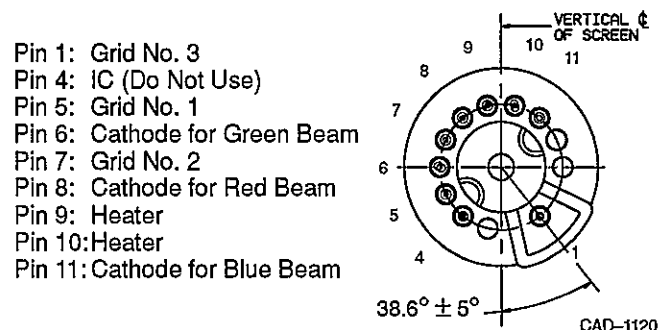 Pin 1: Grid No. 3
Pin 4: IC (Do Not Use)
Pin 5: Grid No. 1
Pin 6: Cathode for Green Beam
Pin 7: Grid No. 2
Pin 8: Cathode for Red Beam
Pin 9: Heater
Pin 10: Heater
Pin 11: Cathode for Blue Beam
VERTICAL ℄
OF SCREEN
9
10
11
8
7
6
5
4
1
38.6° ± 5°
CAD–1120